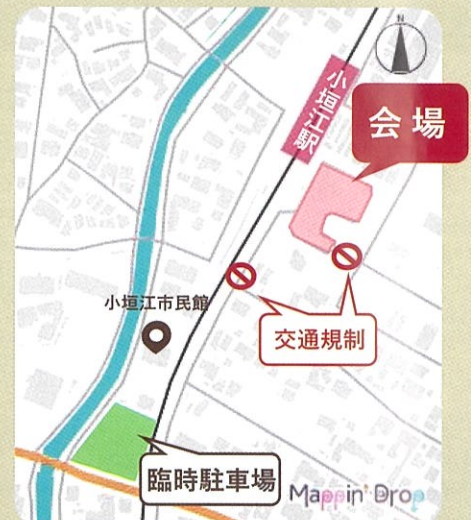 N
小垣江駅
会場
小垣江市民館
交通規制
臨時駐車場
Mappin' Drop